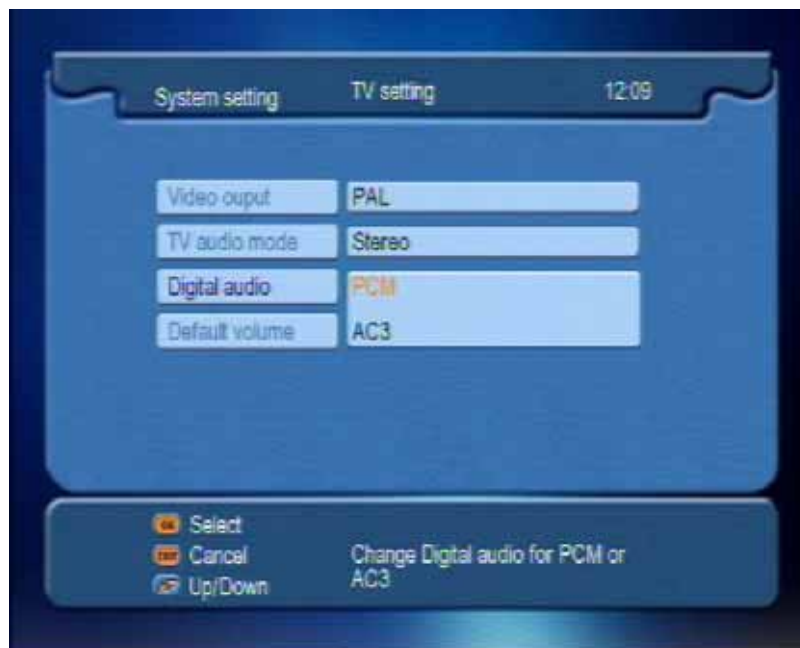 System setting TV setting 12:09
Video ouput PAL
TV audio mode Stereo
Digital audio PCM
Default volume AC3
OK Select
EXIT Cancel
Up/Down
Change Digital audio for PCM or
AC3